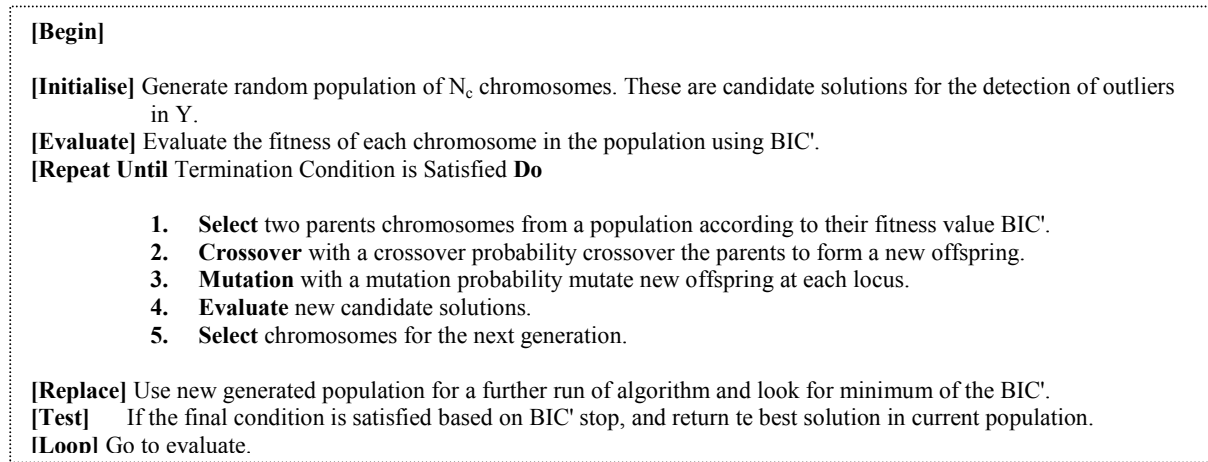 [Begin]
[Initialise] Generate random population of Nc chromosomes. These are candidate solutions for the detection of outliers
in Y.
[Evaluate] Evaluate the fitness of each chromosome in the population using BIC'.
[Repeat Until Termination Condition is Satisfied Do
1. Select two parents chromosomes from a population according to their fitness value BIC'.
2. Crossover with a crossover probability crossover the parents to form a new offspring.
3. Mutation with a mutation probability mutate new offspring at each locus.
4. Evaluate new candidate solutions.
5. Select chromosomes for the next generation.
[Replace] Use new generated population for a further run of algorithm and look for minimum of the BIC'.
[Test] If the final condition is satisfied based on BIC' stop, and return te best solution in current population.
[Loop] Go to evaluate.